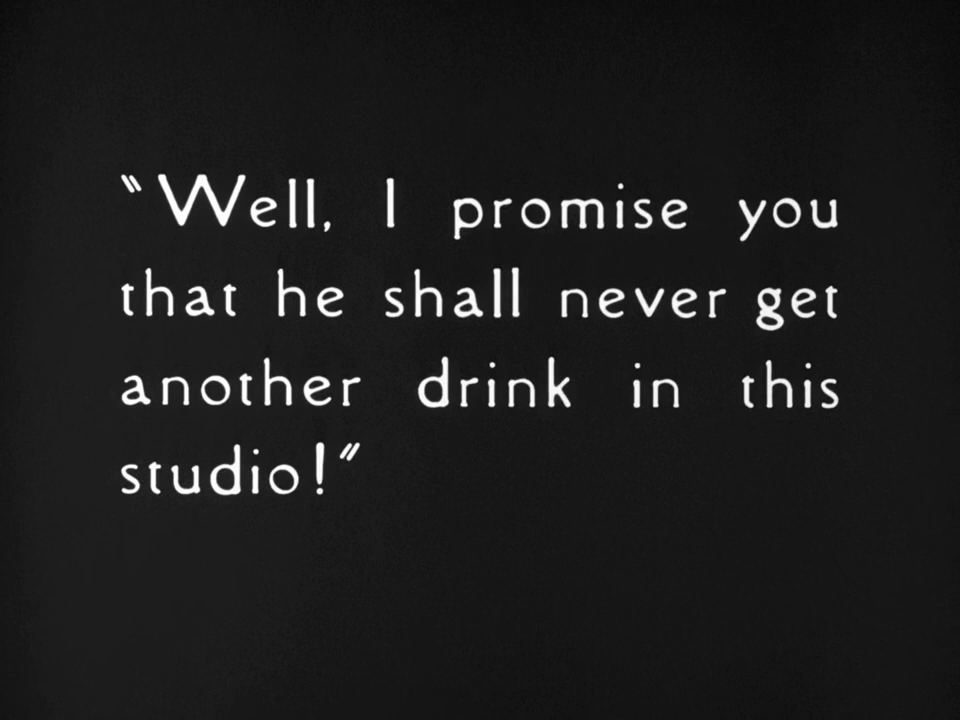 "Well, I promise you
that he shall never get
another drink in this
studio!"